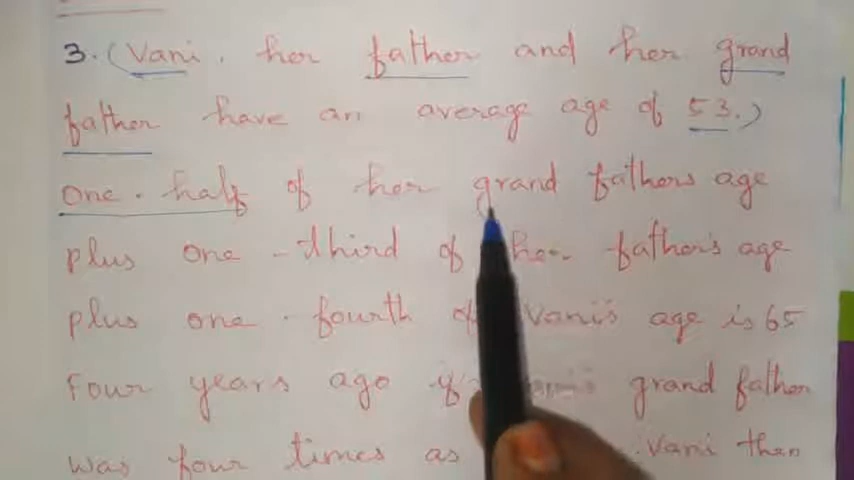 3. (Vani, her father and her grand
father have an average age of 53.)
One-half of her grand fathers age
plus one-third of her father's age
plus one-fourth of Vani's age is 65
Four years ago if grand father
was four times as Vani then